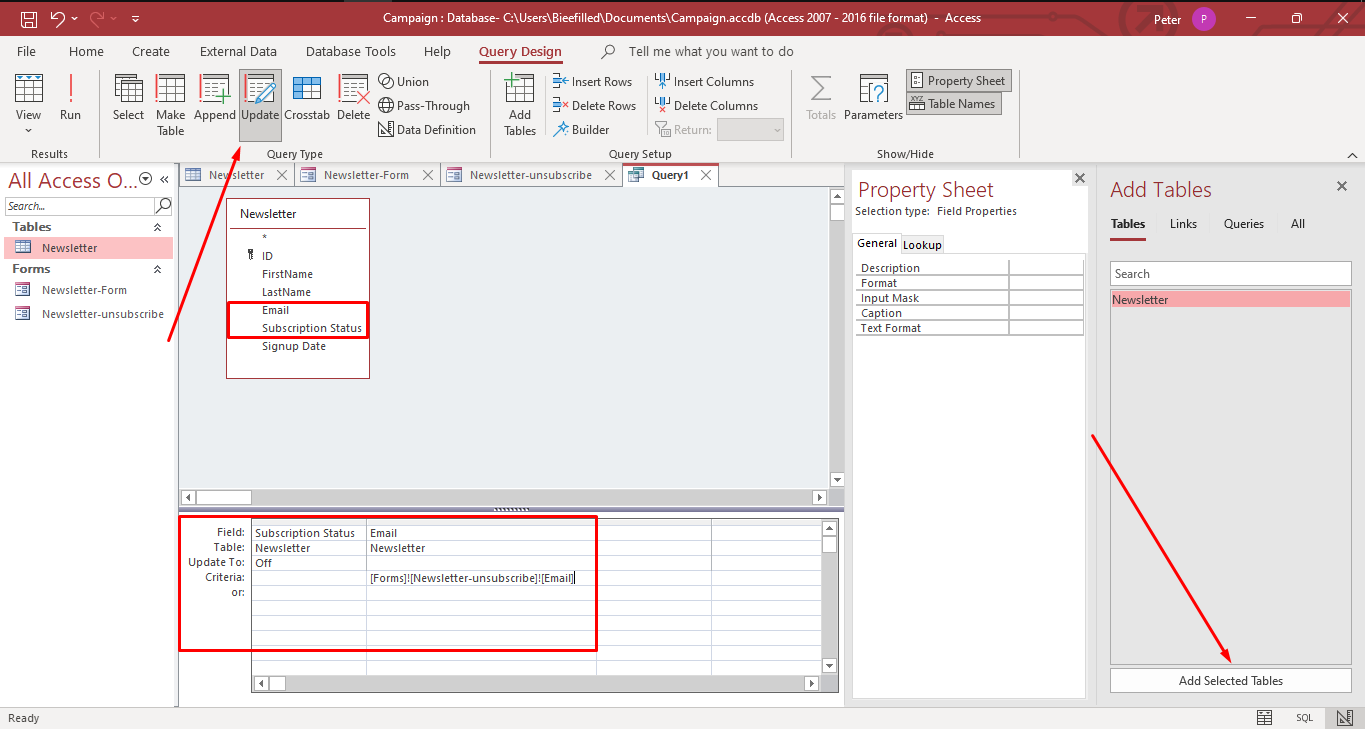 Campaign : Database- C:\Users\Bieefilled\Documents\Campaign.accdb (Access 2007 - 2016 file format) - Access
Peter P
File Home Create External Data Database Tools Help Query Design Tell me what you want to do
View
Run
Results
Select
Make Table
Append
Update
Crosstab
Delete
Union
Pass-Through
Data Definition
Query Type
Add Tables
Insert Rows
Delete Rows
Builder
Insert Columns
Delete Columns
Return:
Query Setup
Totals
Parameters
Property Sheet
XYZ Table Names
Show/Hide
All Access O...
Search...
Tables
Newsletter
Forms
Newsletter-Form
Newsletter-unsubscribe
Newsletter Newsletter-Form Newsletter-unsubscribe Query1
Newsletter
*
ID
FirstName
LastName
Email
Subscription Status
Signup Date
Field: Subscription Status Email
Table: Newsletter Newsletter
Update To: Off
Criteria: [Forms]![Newsletter-unsubscribe]![Email]
or:
Property Sheet
Selection type: Field Properties
General Lookup
Description
Format
Input Mask
Caption
Text Format
Add Tables
Tables Links Queries All
Search
Newsletter
Add Selected Tables
Ready
SQL